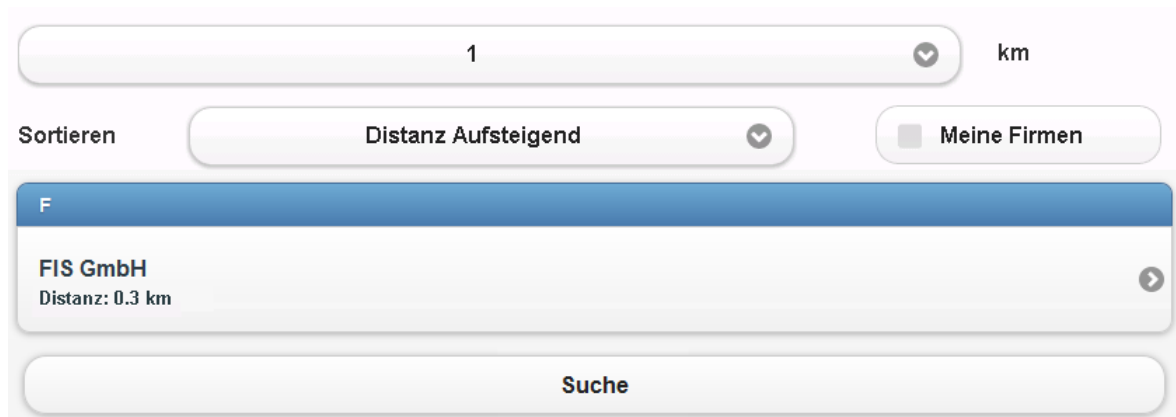 1 km
Sortieren Distanz Aufsteigend Meine Firmen
F
FIS GmbH
Distanz: 0.3 km
Suche